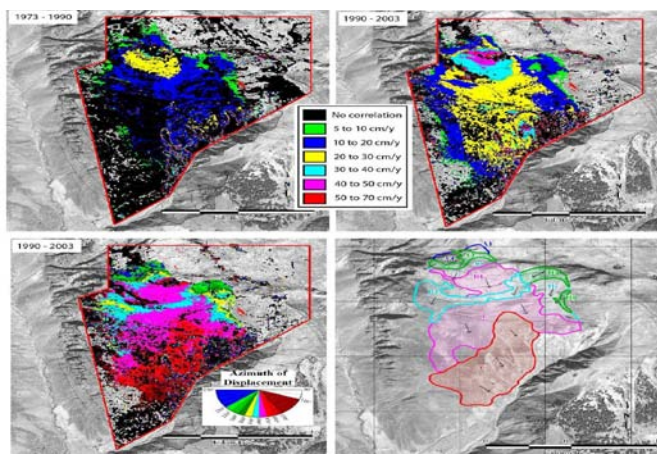 1973 - 1990
1990 - 2003
No correlation
5 to 10 cm/y
10 to 20 cm/y
20 to 30 cm/y
30 to 40 cm/y
40 to 50 cm/y
50 to 70 cm/y
1990 - 2003
Azimuth of
Displacement